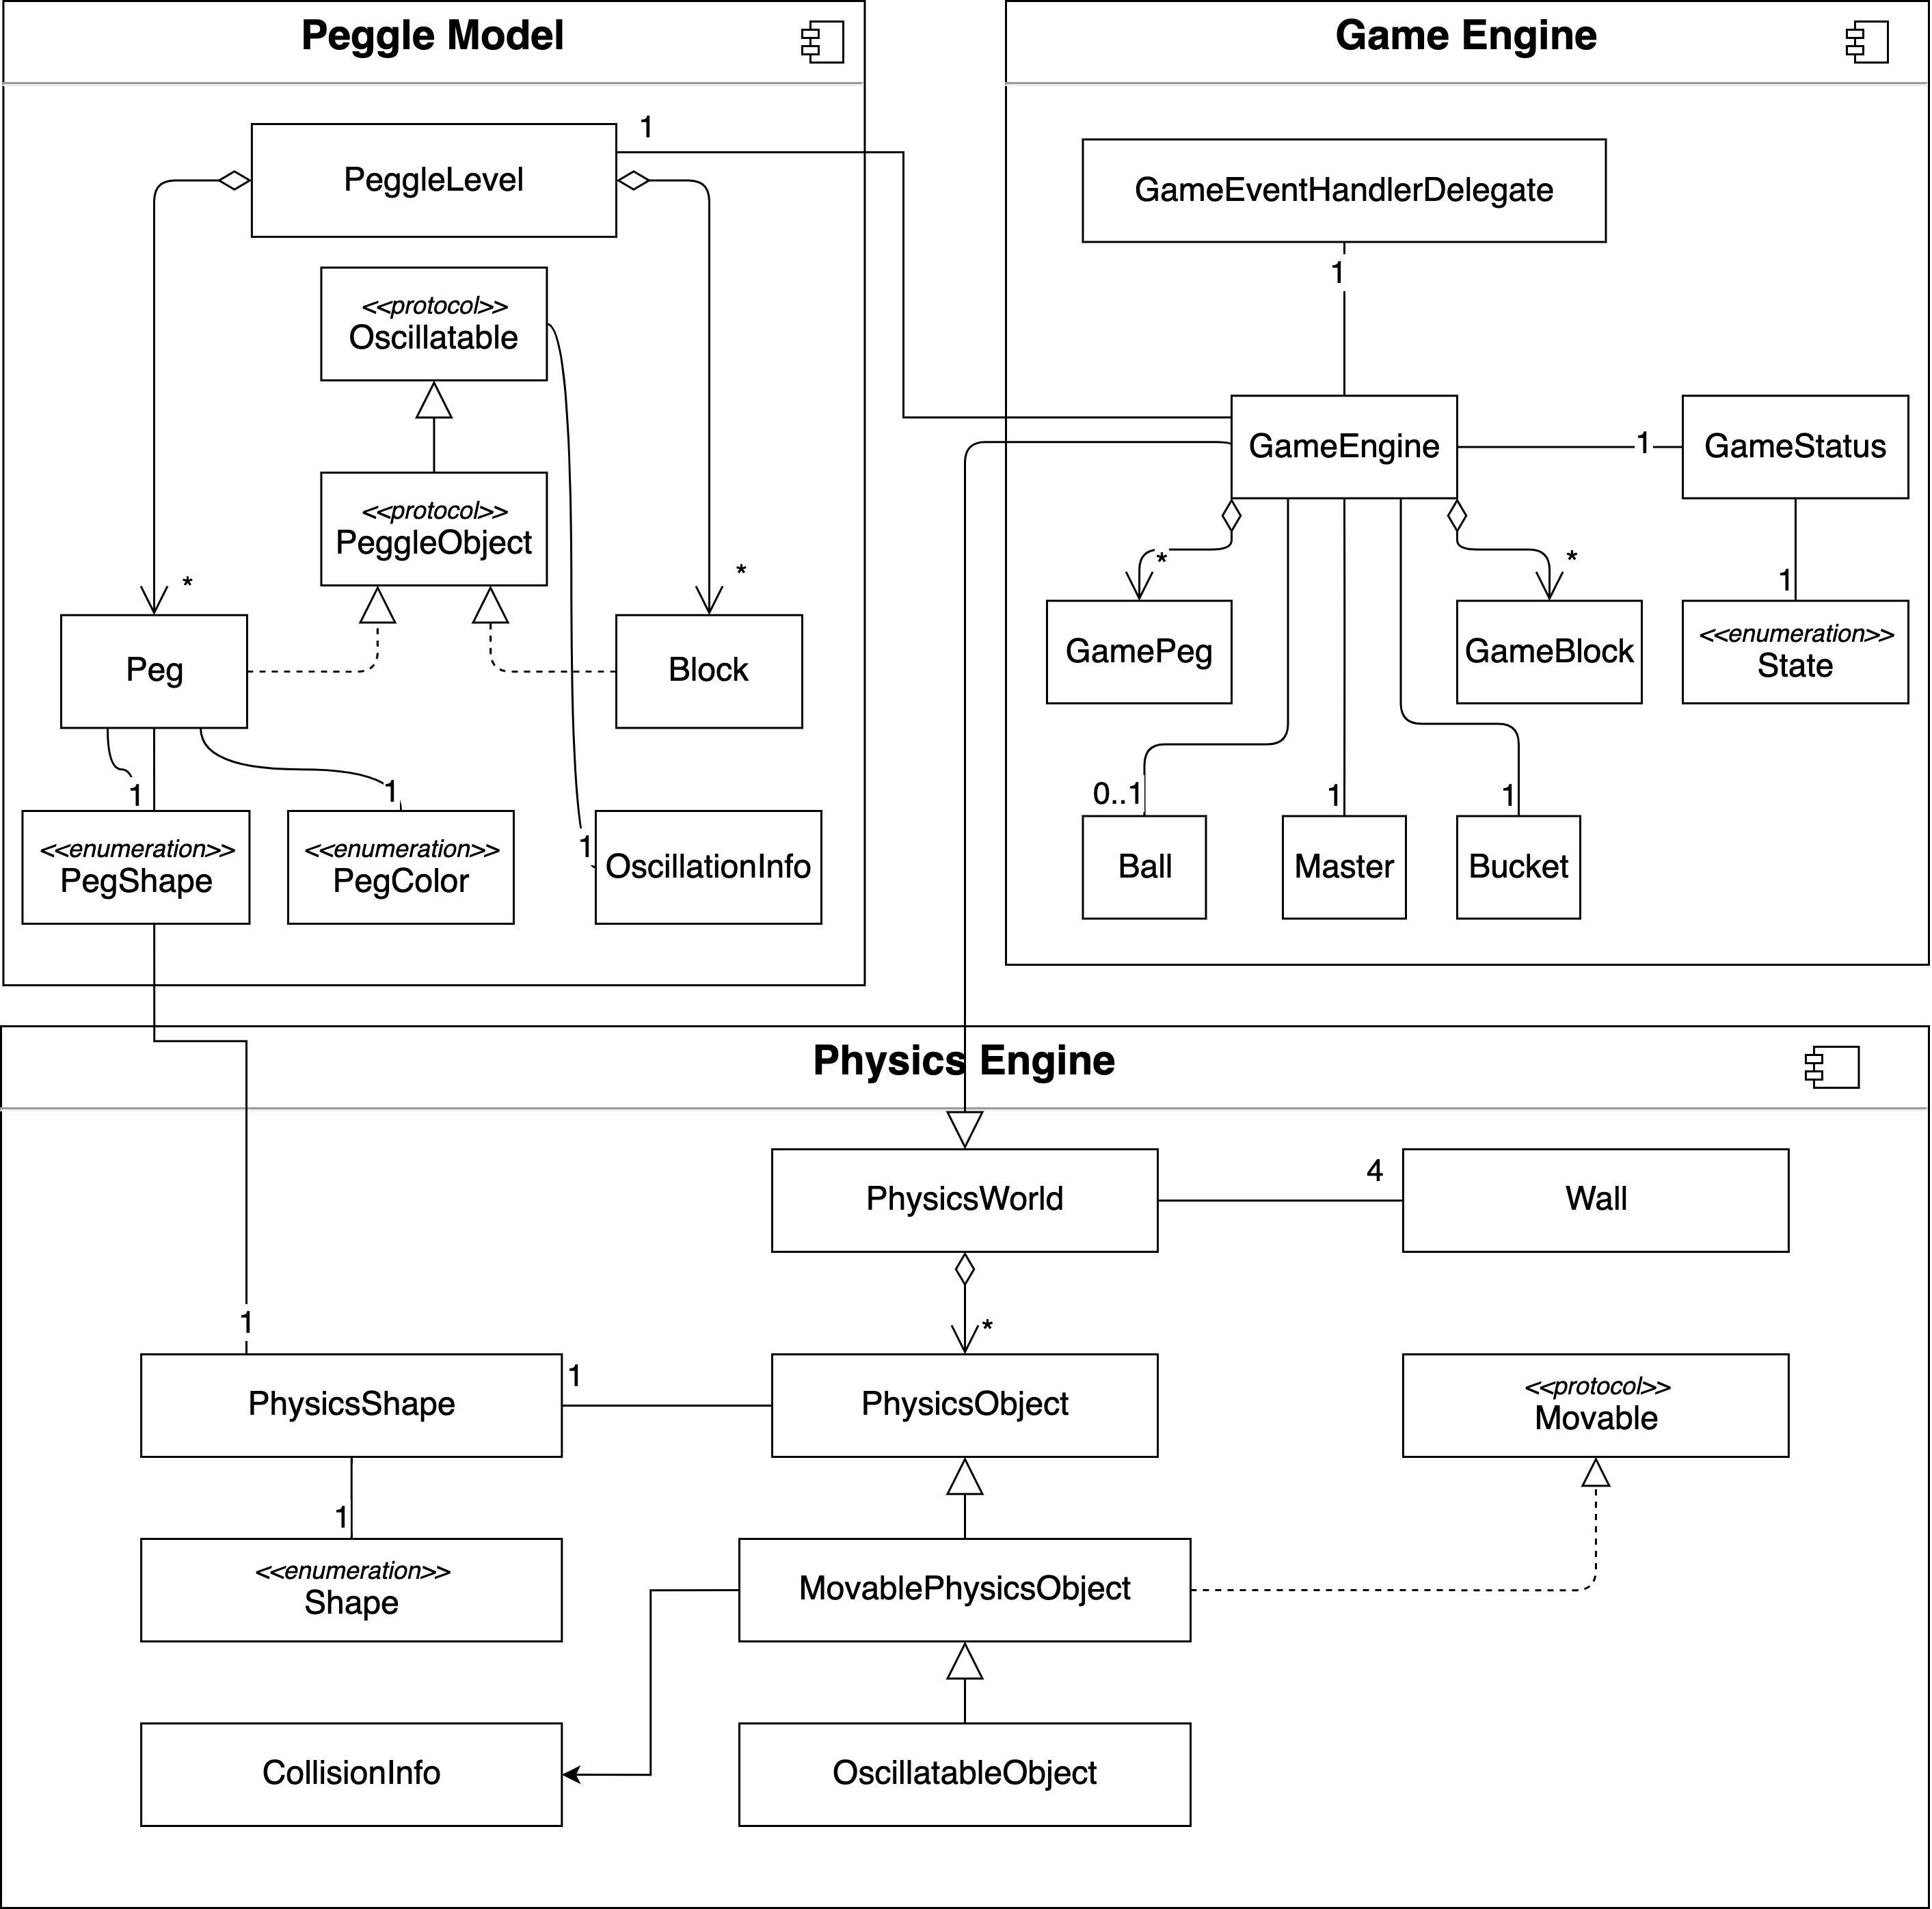 Peggle Model
PeggleLevel
1
<<protocol>>
Oscillatable
<<protocol>>
PeggleObject
*
*
Peg
Block
1
1
1
<<enumeration>>
PegShape
<<enumeration>>
PegColor
OscillationInfo
Game Engine
GameEventHandlerDelegate
1
GameEngine
1
GameStatus
*
*
1
GamePeg
GameBlock
<<enumeration>>
State
0..1
1
1
Ball
Master
Bucket
Physics Engine
PhysicsWorld
4
Wall
1
*
PhysicsShape
1
PhysicsObject
<<protocol>>
Movable
1
<<enumeration>>
Shape
MovablePhysicsObject
CollisionInfo
OscillatableObject